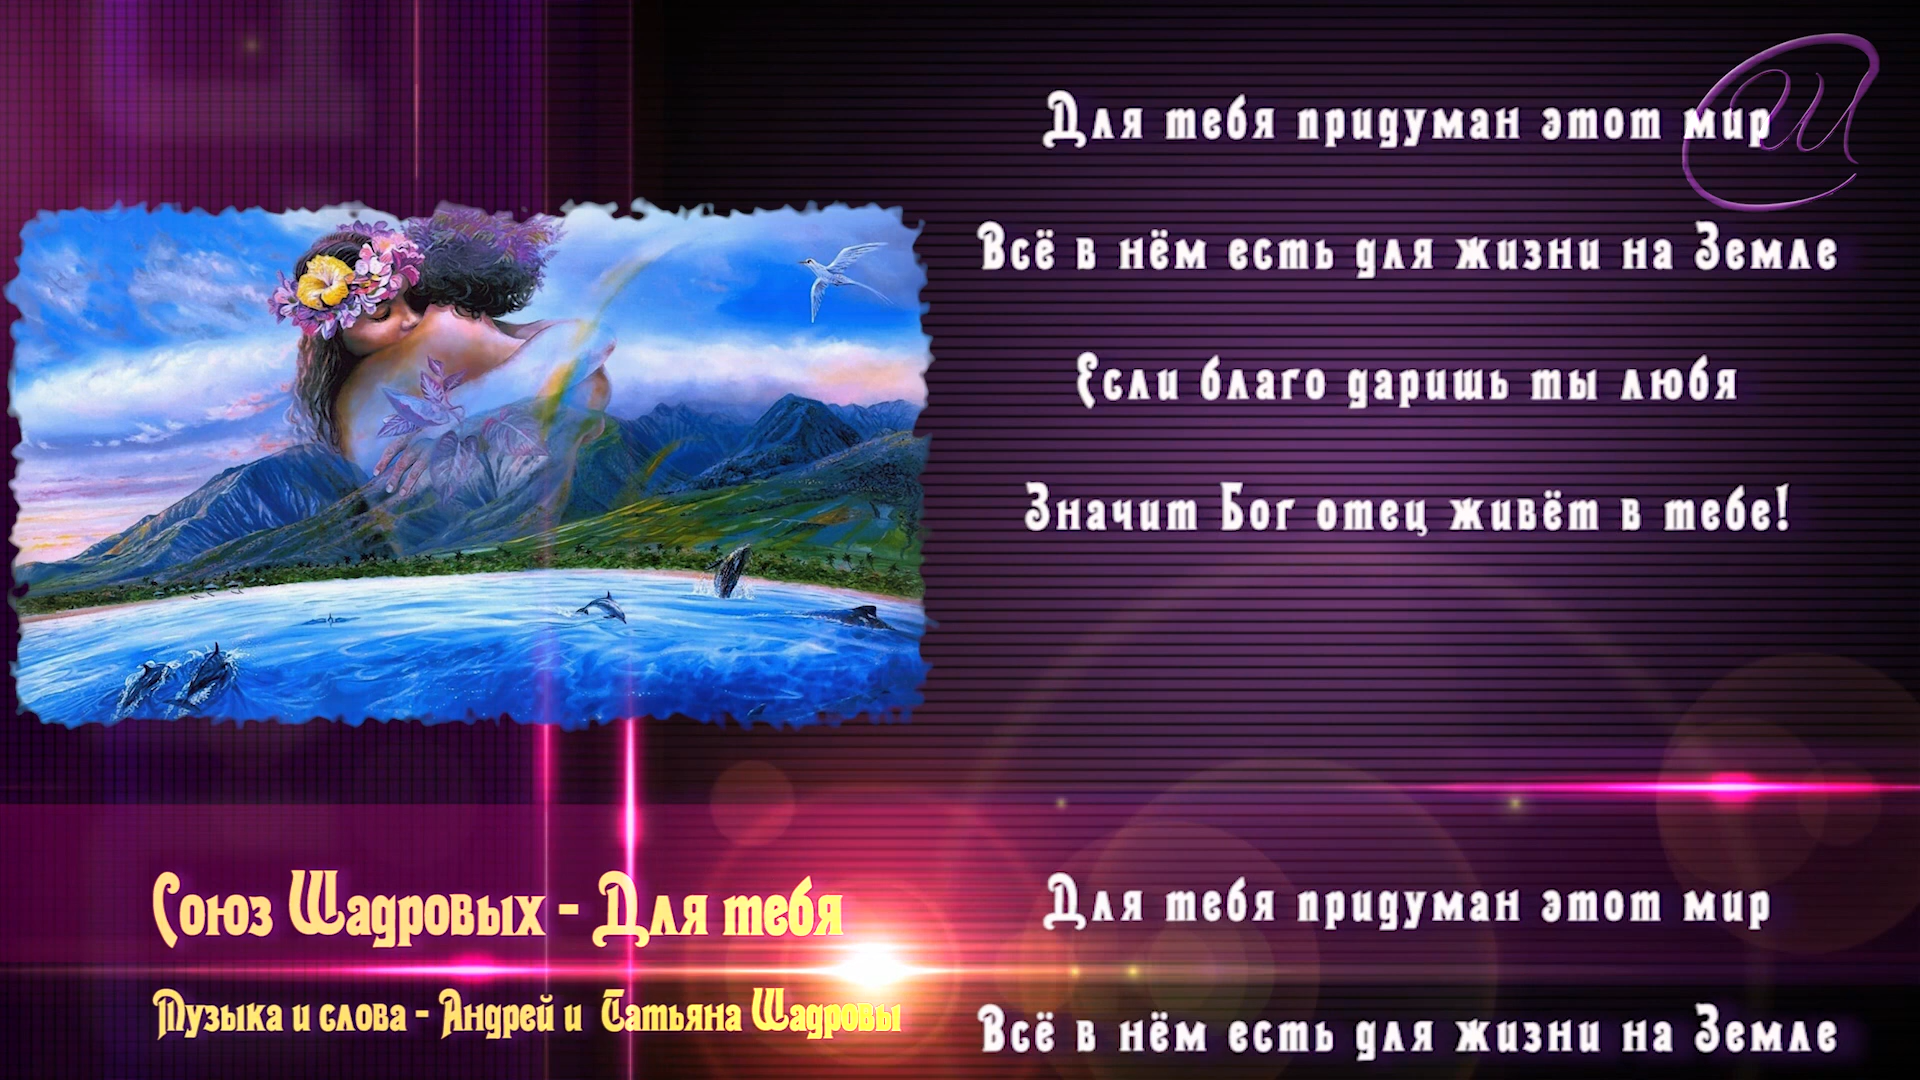 Для тебя придуман этот мир
Всё в нём есть для жизни на Земле
Если благо даришь ты любя
Значит Бог отец живёт в тебе!
Для тебя придуман этот мир
Всё в нём есть для жизни на Земле
Союз Шадровых - Для тебя
Музыка и слова - Андрей и Татьяна Шадровы
Ш